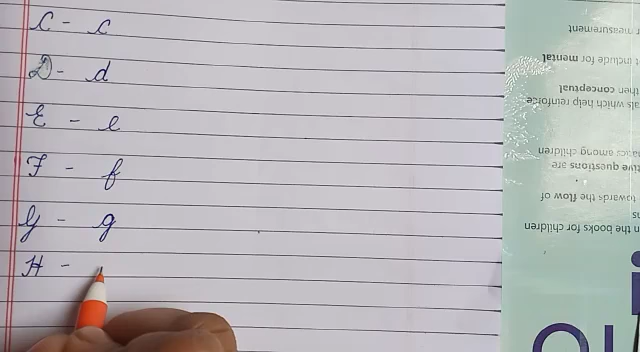 C - c
D - d
E - e
F - f
G - g
H -
n the books for children
towards the flow of
tive questions are
among children
als which help reinforce
then conceptual
t include for mental
r measurement